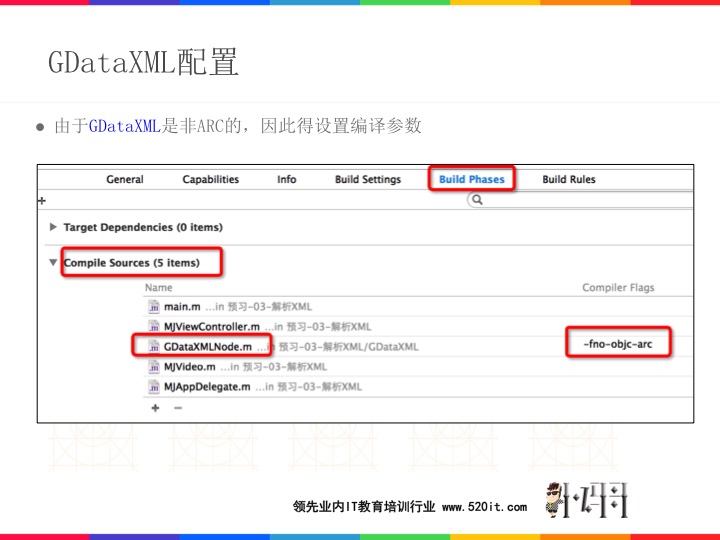 GDataXML配置
由于GDataXML是非ARC的，因此得设置编译参数
General Capabilities Info Build Settings Build Phases Build Rules
+
Target Dependencies (0 items)
Compile Sources (5 items)
Name Compiler Flags
main.m ...in 预习-03-解析XML
MJViewController.m ...in 预习-03-解析XML
GDataXMLNode.m ...in 预习-03-解析XML/GDataXML -fno-objc-arc
MJVideo.m ...in 预习-03-解析XML
MJAppDelegate.m ...in 预习-03-解析XML
+ −
领先业内IT教育培训行业 www.520it.com
小码哥